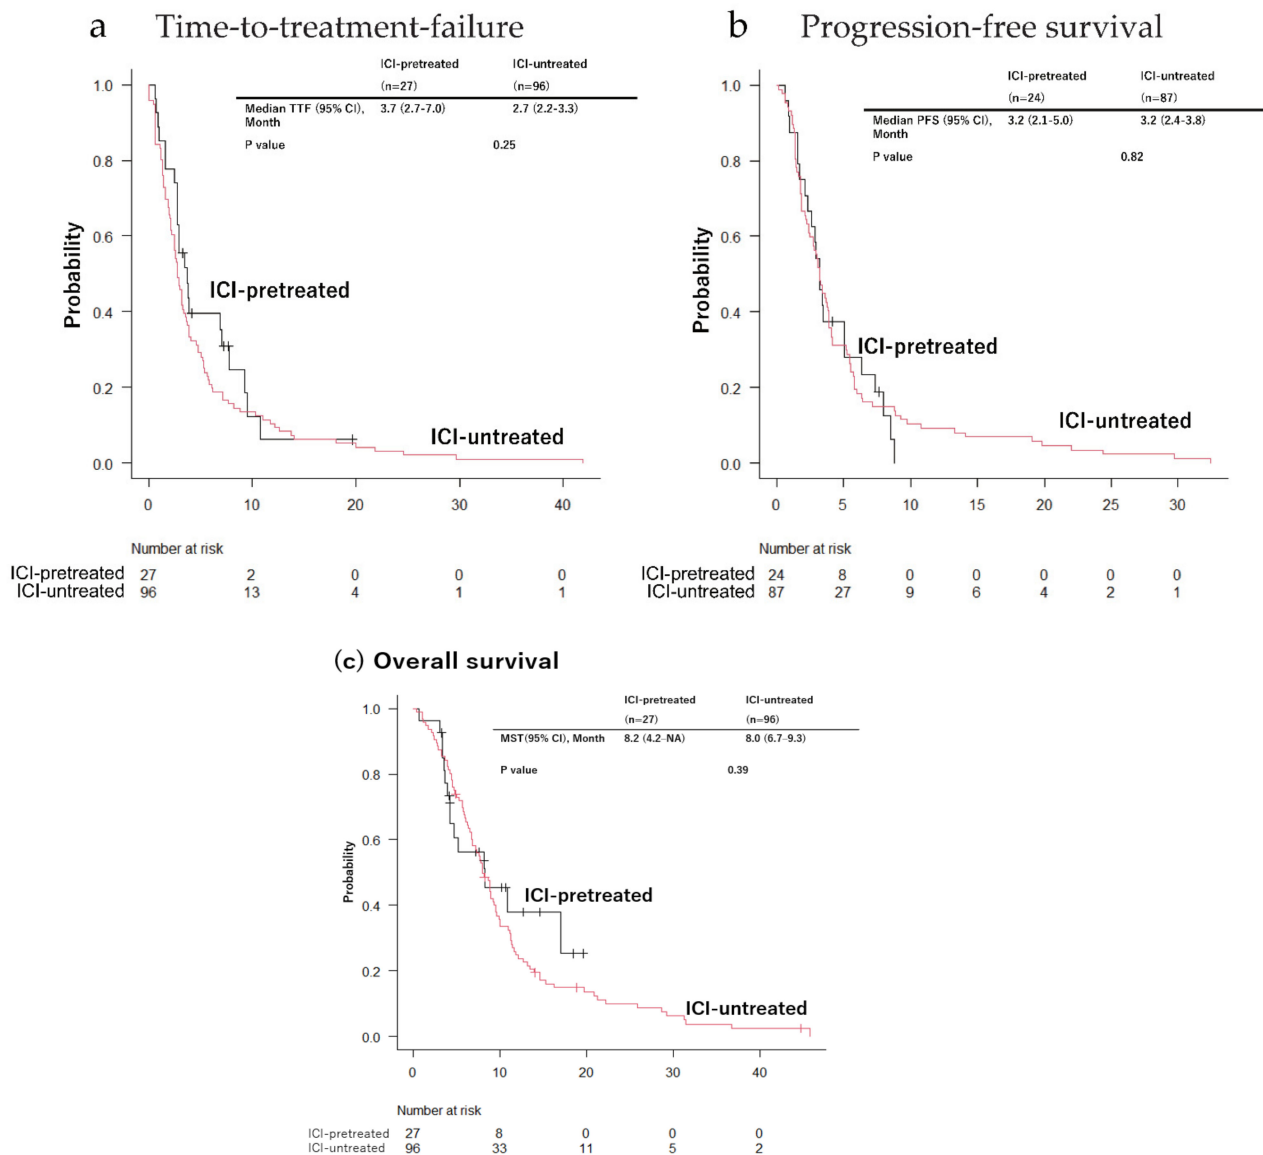 a Time-to-treatment-failure
ICI-pretreated ICI-untreated
(n=27) (n=96)
Median TTF (95% CI), 3.7 (2.7-7.0) 2.7 (2.2-3.3)
Month
P value 0.25
1.0
0.8
0.6
0.4
0.2
0.0
Probability
ICI-pretreated
ICI-untreated
0 10 20 30 40
Number at risk
ICI-pretreated 27 2 0 0 0
ICI-untreated 96 13 4 1 1
b Progression-free survival
ICI-pretreated ICI-untreated
(n=24) (n=87)
Median PFS (95% CI), 3.2 (2.1-5.0) 3.2 (2.4-3.8)
Month
P value 0.82
1.0
0.8
0.6
0.4
0.2
0.0
Probability
ICI-pretreated
ICI-untreated
0 5 10 15 20 25 30
Number at risk
ICI-pretreated 24 8 0 0 0 0 0
ICI-untreated 87 27 9 6 4 2 1
(c) Overall survival
ICI-pretreated ICI-untreated
(n=27) (n=96)
MST(95% CI), Month 8.2 (4.2–NA) 8.0 (6.7–9.3)
P value 0.39
1.0
0.8
0.6
0.4
0.2
0.0
Probability
ICI-pretreated
ICI-untreated
0 10 20 30 40
Number at risk
ICI-pretreated 27 8 0 0 0
ICI-untreated 96 33 11 5 2